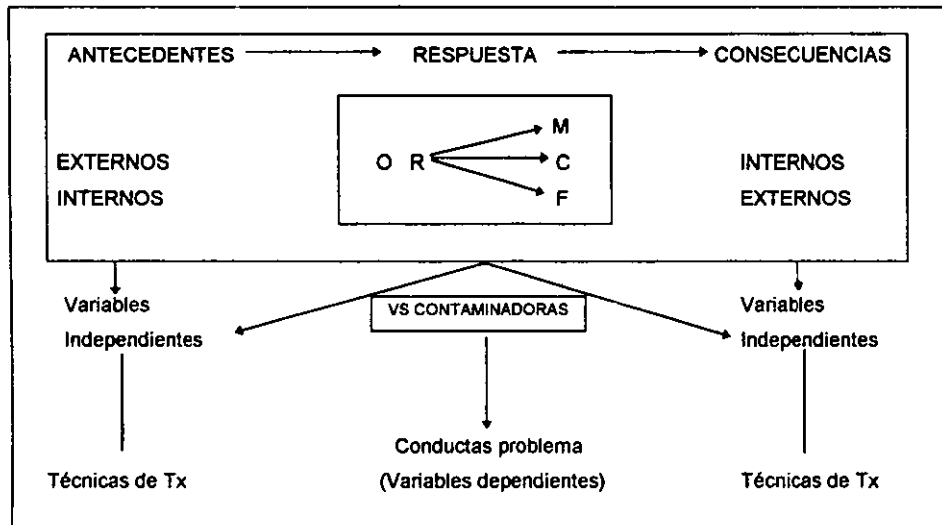 ANTECEDENTES RESPUESTA CONSECUENCIAS
M
EXTERNOS O R C INTERNOS
INTERNOS F EXTERNOS
Variables VS CONTAMINADORAS Variables
Independientes Independientes
Conductas problema
Técnicas de Tx (Variables dependientes) Técnicas de Tx